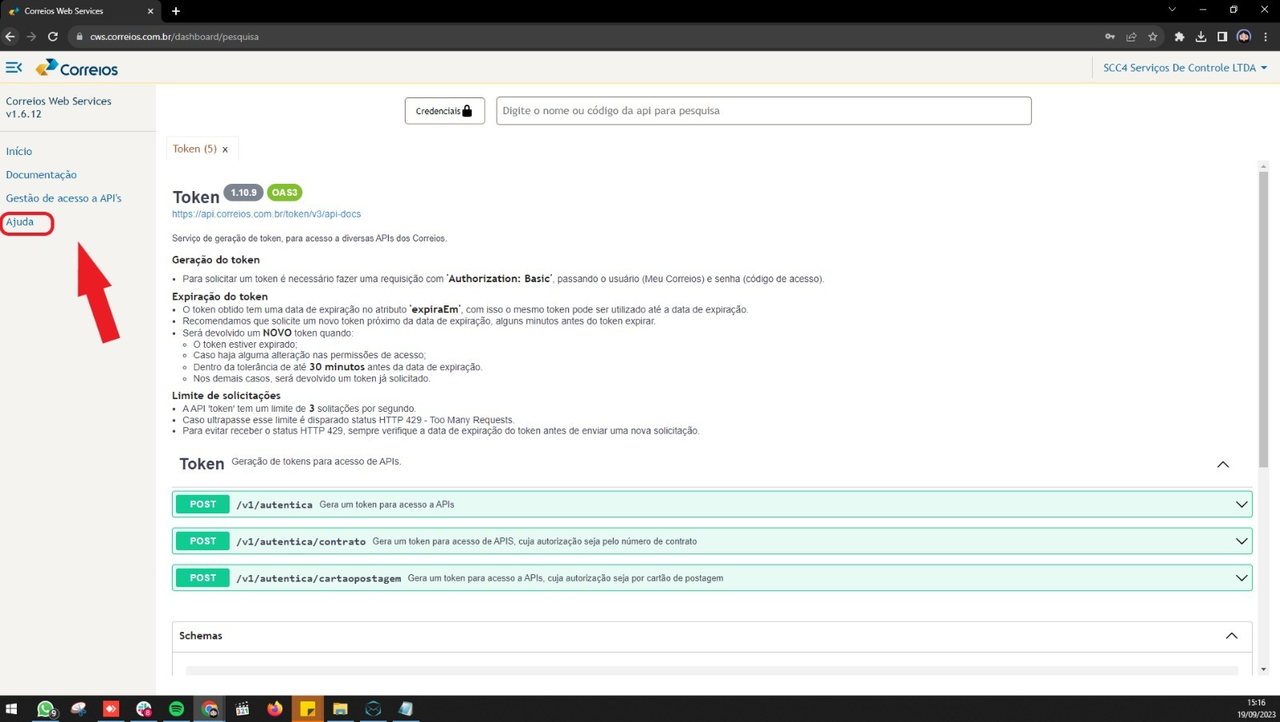 Correios Web Services
cws.correios.com.br/dashboard/pesquisa
Correios
SCC4 Serviços De Controle LTDA
Correios Web Services
v1.6.12
Início
Documentação
Gestão de acesso a API's
Ajuda
Credenciais
Digite o nome ou código da api para pesquisa
Token (5) x
Token 1.10.9 OAS3
https://api.correios.com.br/token/v3/api-docs
Serviço de geração de token, para acesso a diversas APIs dos Correios.
Geração do token
• Para solicitar um token é necessário fazer uma requisição com 'Authorization: Basic', passando o usuário (Meu Correios) e senha (código de acesso).
Expiração do token
• O token obtido tem uma data de expiração no atributo 'expiraEm', com isso o mesmo token pode ser utilizado até a data de expiração.
• Recomendamos que solicite um novo token próximo da data de expiração, alguns minutos antes do token expirar.
• Será devolvido um NOVO token quando:
○ O token estiver expirado;
○ Caso haja alguma alteração nas permissões de acesso;
○ Dentro da tolerância de até 30 minutos antes da data de expiração.
○ Nos demais casos, será devolvido um token já solicitado.
Limite de solicitações
• A API 'token' tem um limite de 3 solitações por segundo.
• Caso ultrapasse esse limite é disparado status HTTP 429 - Too Many Requests.
• Para evitar receber o status HTTP 429, sempre verifique a data de expiração do token antes de enviar uma nova solicitação.
Token Geração de tokens para acesso de APIs.
POST /v1/autentica Gera um token para acesso a APIs
POST /v1/autentica/contrato Gera um token para acesso de APIS, cuja autorização seja pelo número de contrato
POST /v1/autentica/cartaopostagem Gera um token para acesso a APIs, cuja autorização seja por cartão de postagem
Schemas
9
15:16
19/09/2023